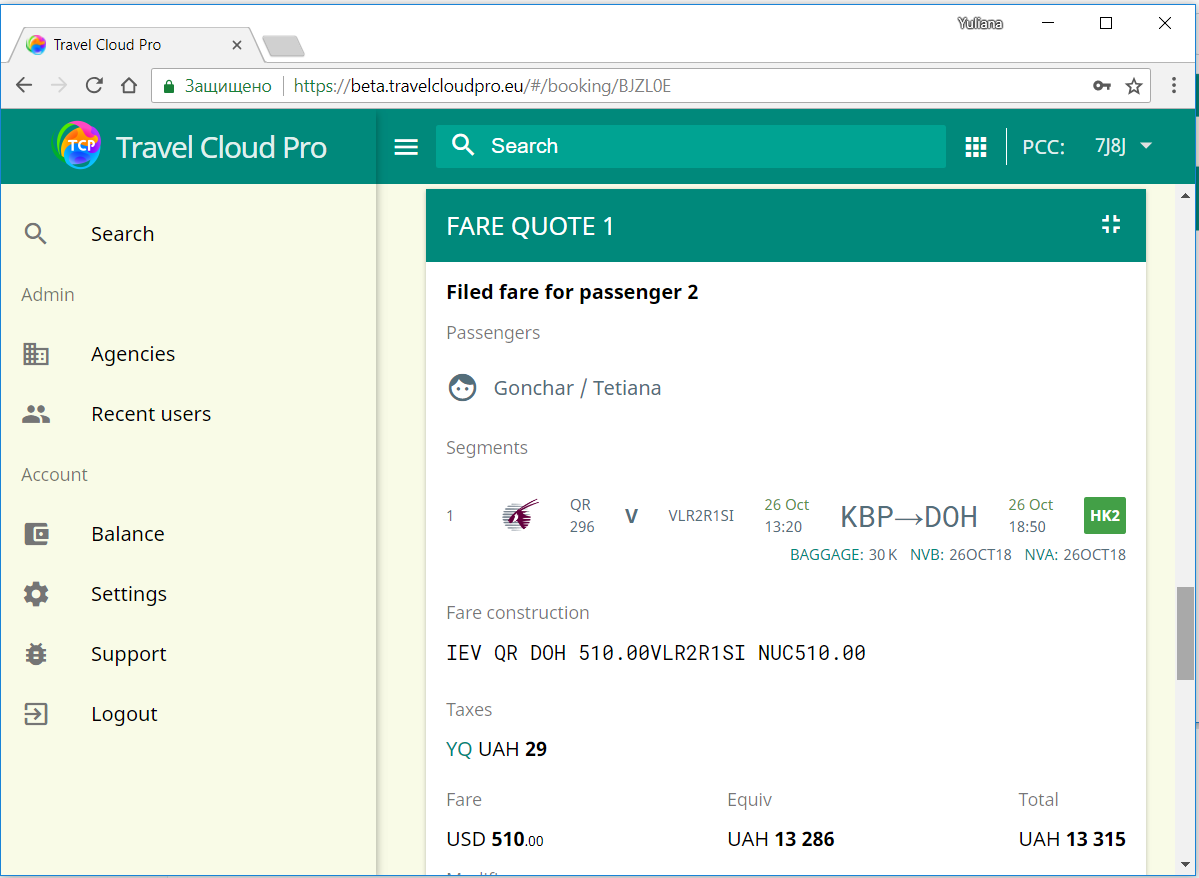 Yuliana
Travel Cloud Pro
Защищено https://beta.travelcloudpro.eu/#/booking/BJZL0E
TCP Travel Cloud Pro
Search
PCC: 7J8J
Search
Admin
Agencies
Recent users
Account
Balance
Settings
Support
Logout
FARE QUOTE 1
Filed fare for passenger 2
Passengers
Gonchar / Tetiana
Segments
1 QR 296 V VLR2R1SI 26 Oct 13:20 KBP→DOH 26 Oct 18:50 HK2
BAGGAGE: 30 K NVB: 26OCT18 NVA: 26OCT18
Fare construction
IEV QR DOH 510.00VLR2R1SI NUC510.00
Taxes
YQ UAH 29
Fare Equiv Total
USD 510.00 UAH 13 286 UAH 13 315